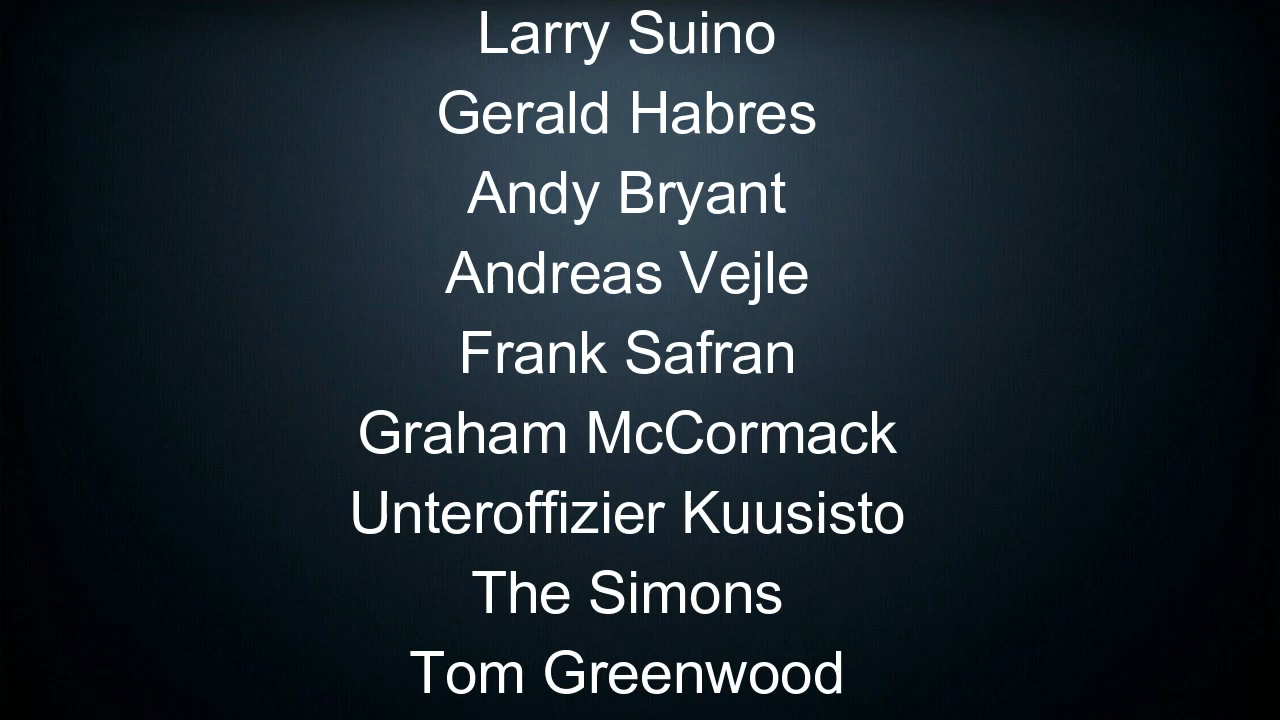 Larry Suino
Gerald Habres
Andy Bryant
Andreas Vejle
Frank Safran
Graham McCormack
Unteroffizier Kuusisto
The Simons
Tom Greenwood